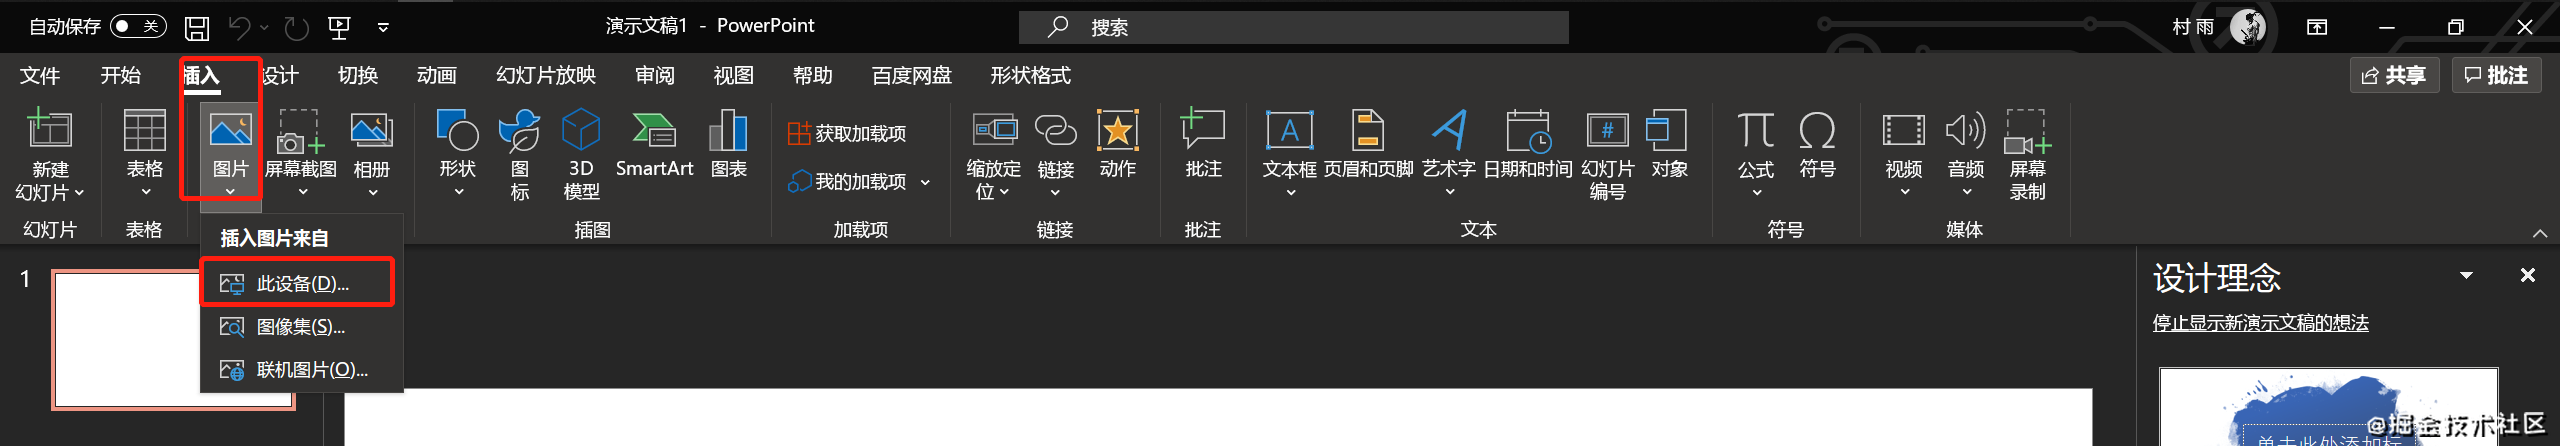 自动保存 关
演示文稿1 - PowerPoint
搜索
村 雨
文件 开始 插入 设计 切换 动画 幻灯片放映 审阅 视图 帮助 百度网盘 形状格式
共享 批注
新建
幻灯片
表格
图片
屏幕截图
相册
形状
图
标
3D
模型
SmartArt
图表
获取加载项
我的加载项
缩放定
位
链接
动作
批注
文本框
页眉和页脚
艺术字
日期和时间
幻灯片
编号
对象
公式
符号
视频
音频
屏幕
录制
幻灯片 表格 插图 加载项 链接 批注 文本 符号 媒体
插入图片来自
此设备(D)...
图像集(S)...
联机图片(O)...
1
设计理念
停止显示新演示文稿的想法
单击此处添加标
@掘金技术社区